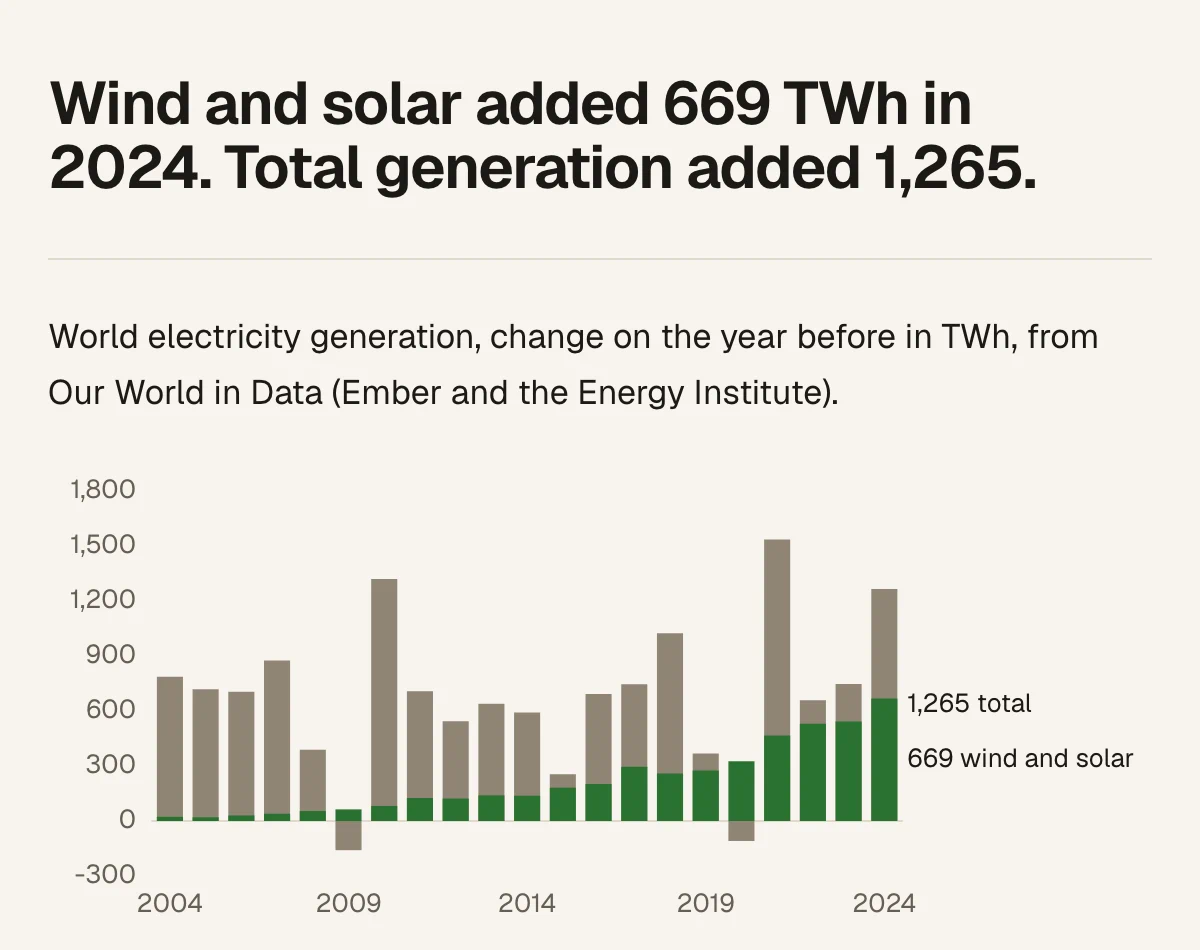 Wind and solar added 669 TWh in
2024. Total generation added 1,265.
World electricity generation, change on the year before in TWh, from
Our World in Data (Ember and the Energy Institute).
1,800
1,500
1,200
900
600
300
0
-300
1,265 total
669 wind and solar
2004 2009 2014 2019 2024